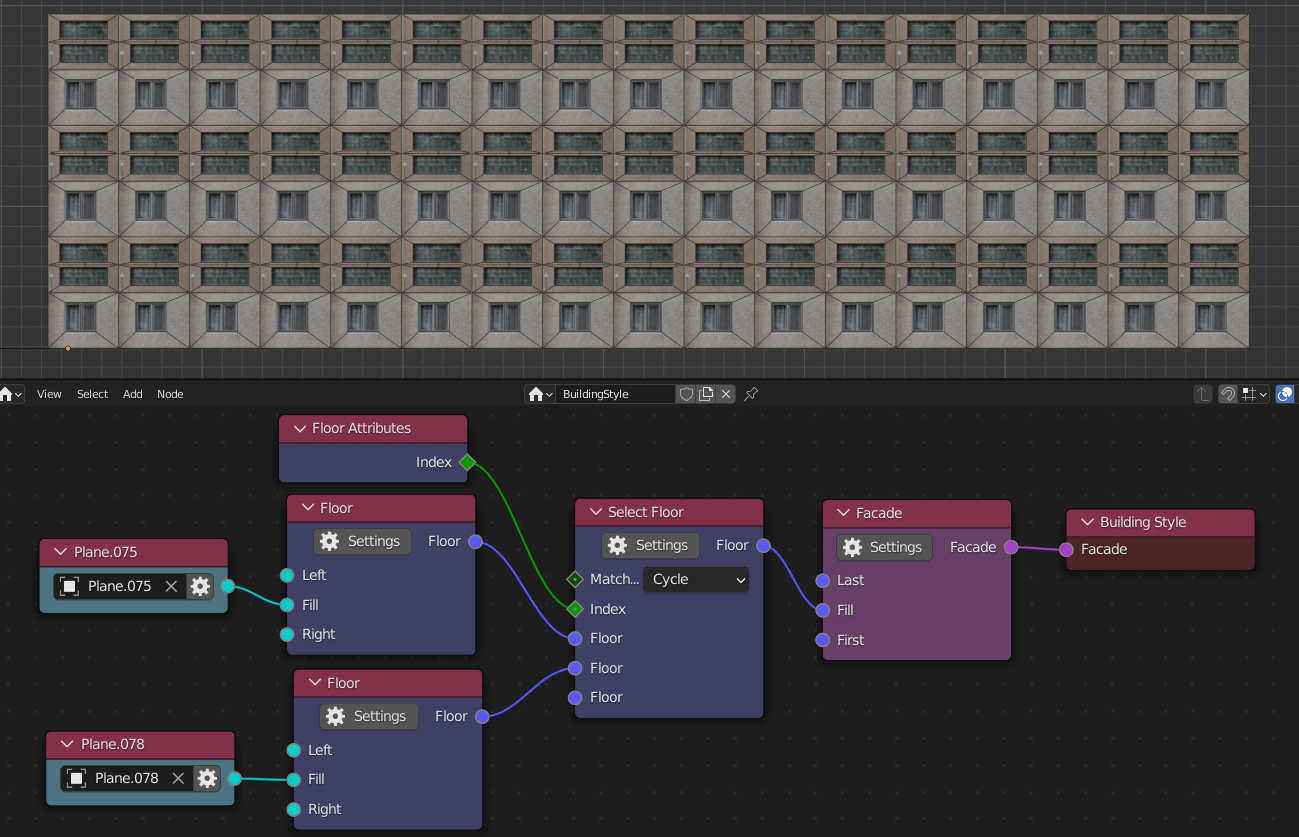 View Select Add Node BuildingStyle
Floor Attributes
Index
Floor
Settings Floor
Left
Fill
Right
Plane.075
Plane.075
Floor
Settings Floor
Left
Fill
Right
Plane.078
Plane.078
Select Floor
Settings Floor
Match... Cycle
Index
Floor
Floor
Floor
Facade
Settings Facade
Last
Fill
First
Building Style
Facade